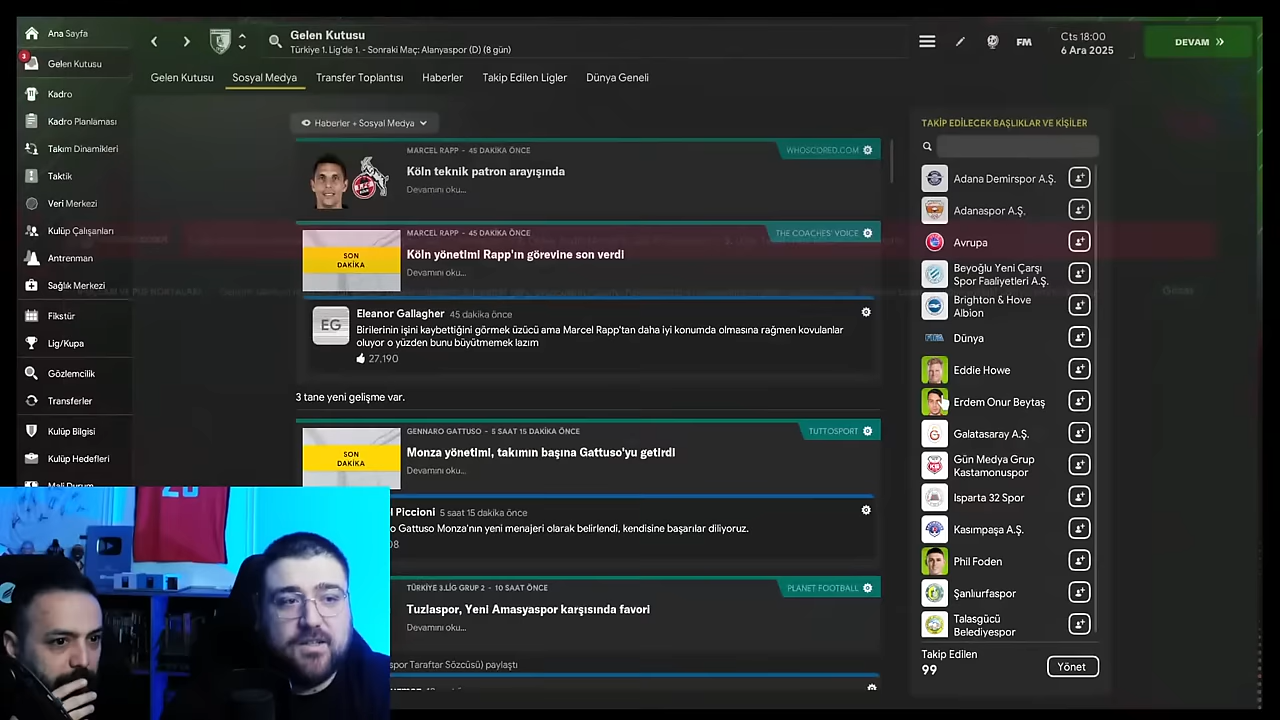 Ana Sayfa
3
Gelen Kutusu
Kadro
Kadro Planlaması
Takım Dinamikleri
Taktik
Veri Merkezi
Kulüp Çalışanları
Antrenman
Sağlık Merkezi
Fikstür
Lig/Kupa
Gözlemcilik
Transferler
Kulüp Bilgisi
Kulüp Hedefleri
Mali Durum
Gelen Kutusu
Türkiye 1. Lig'de 1. - Sonraki Maç: Alanyaspor (D) (8 gün)
FM
Cts 18:00
6 Ara 2025
DEVAM
Gelen Kutusu Sosyal Medya Transfer Toplantısı Haberler Takip Edilen Ligler Dünya Geneli
Haberler + Sosyal Medya
MARCEL RAPP - 45 DAKİKA ÖNCE
WHOSCORED.COM
Köln teknik patron arayışında
Devamını oku...
MARCEL RAPP - 45 DAKİKA ÖNCE
THE COACHES' VOICE
SON
DAKİKA
Köln yönetimi Rapp'ın görevine son verdi
Devamını oku...
EG
Eleanor Gallagher 45 dakika önce
Birilerinin işini kaybettiğini görmek üzücü ama Marcel Rapp'tan daha iyi konumda olmasına rağmen kovulanlar
oluyor o yüzden bunu büyütmemek lazım
27,190
3 tane yeni gelişme var.
GENNARO GATTUSO - 5 SAAT 15 DAKİKA ÖNCE
TUTTOSPORT
SON
DAKİKA
Monza yönetimi, takımın başına Gattuso'yu getirdi
Devamını oku...
Piccioni 5 saat 15 dakika önce
Gattuso Monza'nın yeni menajeri olarak belirlendi, kendisine başarılar diliyoruz.
TÜRKİYE 3.LİG GRUP 2 - 10 SAAT ÖNCE
PLANET FOOTBALL
Tuzlaspor, Yeni Amasyaspor karşısında favori
Devamını oku...
spor Taraftar Sözcüsü) paylaştı
TAKİP EDİLECEK BAŞLIKLAR VE KİŞİLER
Adana Demirspor A.Ş.
Adanaspor A.Ş.
Avrupa
Beyoğlu Yeni Çarşı
Spor Faaliyetleri A.Ş.
Brighton & Hove
Albion
FIFA
Dünya
Eddie Howe
Erdem Onur Beytaş
Galatasaray A.Ş.
Gün Medya Grup
Kastamonuspor
Isparta 32 Spor
Kasımpaşa A.Ş.
Phil Foden
Şanlıurfaspor
Talasgücü
Belediyespor
Takip Edilen
99
Yönet